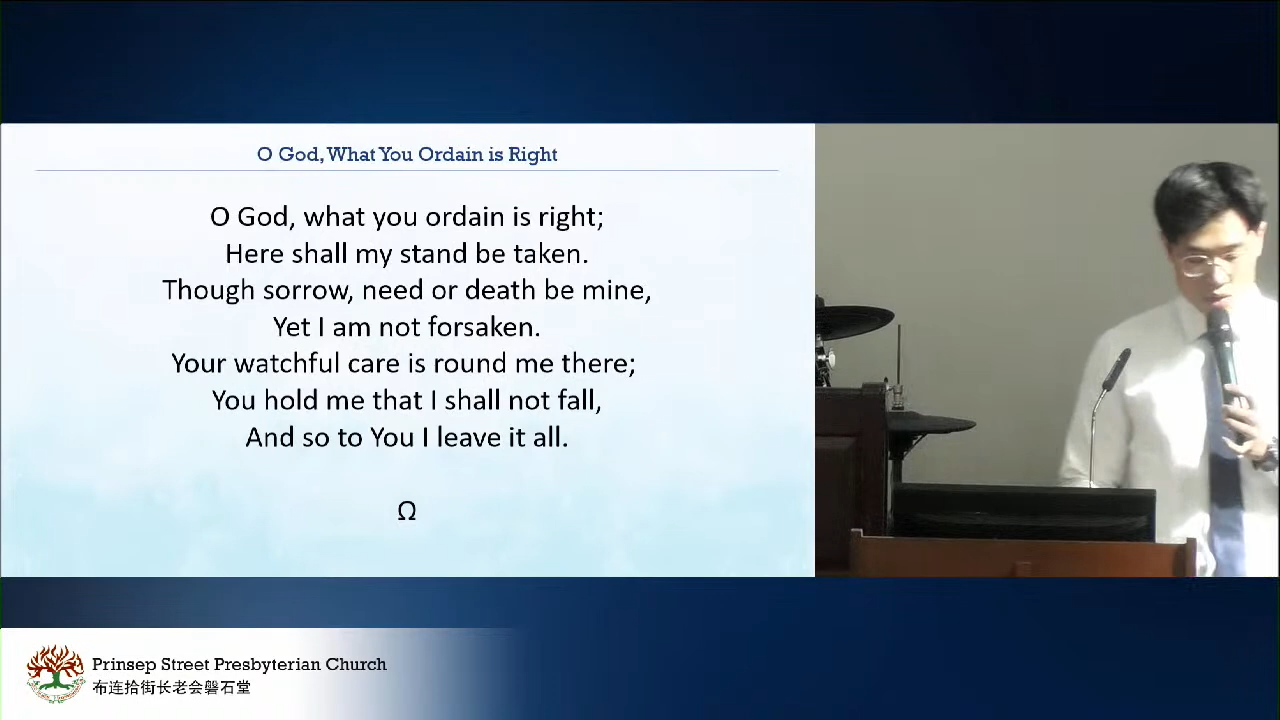 O God, What You Ordain is Right
O God, what you ordain is right;
Here shall my stand be taken.
Though sorrow, need or death be mine,
Yet I am not forsaken.
Your watchful care is round me there;
You hold me that I shall not fall,
And so to You I leave it all.
Ω
Prinsep Street Presbyterian Church
布连拾街长老会磐石堂